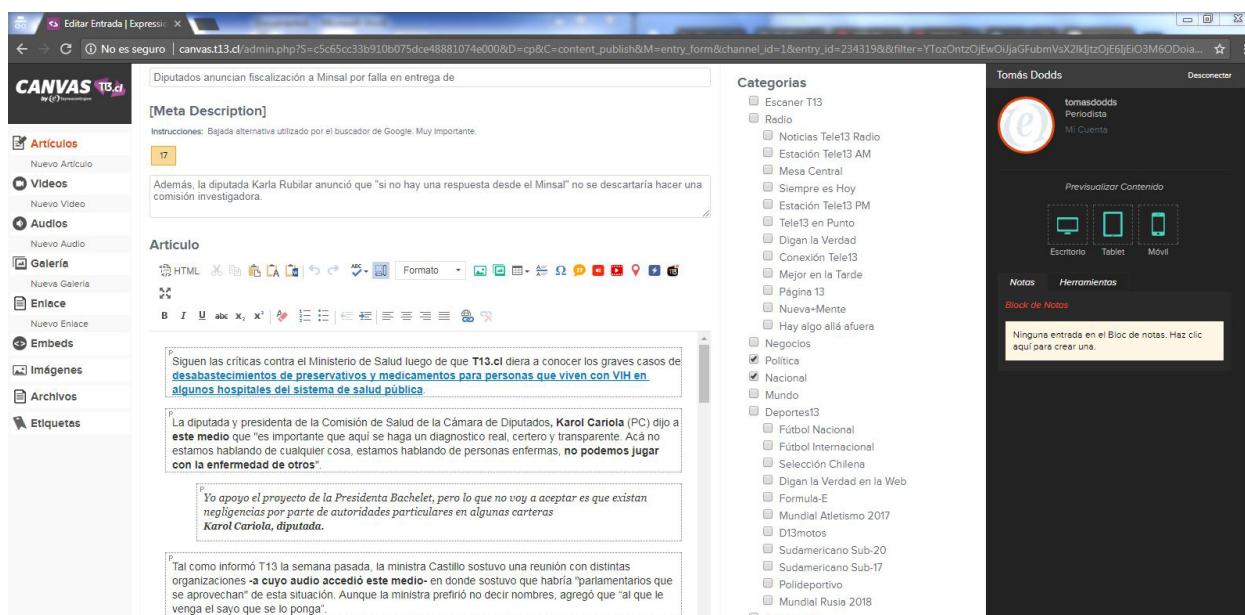 Editar Entrada | Expressic
No es seguro | canvas.t13.cl/admin.php?S=c5c65cc33b910b075dce48881074e000&D=cp&C=content_publish&M=entry_form&channel_id=1&entry_id=234319&&filter=
CANVAS T13.cl
by
Artículos
Nuevo Artículo
Videos
Nuevo Video
Audios
Nuevo Audio
Galería
Nueva Galería
Enlace
Nuevo Enlace
Embeds
Imágenes
Archivos
Etiquetas
Diputados anuncian fiscalización a Minsal por falla en entrega de
[Meta Description]
Instrucciones: Bajada alternativa utilizado por el buscador de Google. Muy importante.
17
Además, la diputada Karla Rubilar anunció que "si no hay una respuesta desde el Minsal" no se descartaría hacer una
comisión investigadora.
Articulo
HTML
Formato
B I U abc x₂ x²
P
Siguen las críticas contra el Ministerio de Salud luego de que T13.cl diera a conocer los graves casos de
desabastecimientos de preservativos y medicamentos para personas que viven con VIH en
algunos hospitales del sistema de salud pública.
P
La diputada y presidenta de la Comisión de Salud de la Cámara de Diputados, Karol Cariola (PC) dijo a
este medio que "es importante que aquí se haga un diagnostico real, certero y transparente. Acá no
estamos hablando de cualquier cosa, estamos hablando de personas enfermas, no podemos jugar
con la enfermedad de otros".
P
Yo apoyo el proyecto de la Presidenta Bachelet, pero lo que no voy a aceptar es que existan
negligencias por parte de autoridades particulares en algunas carteras
Karol Cariola, diputada.
P
Tal como informó T13 la semana pasada, la ministra Castillo sostuvo una reunión con distintas
organizaciones -a cuyo audio accedió este medio- en donde sostuvo que habría "parlamentarios que
se aprovechan" de esta situación. Aunque la ministra prefirió no decir nombres, agregó que "al que le
venga el sayo que se lo ponga".
Categorias
Escaner T13
Radio
Noticias Tele13 Radio
Estación Tele13 AM
Mesa Central
Siempre es Hoy
Estación Tele13 PM
Tele13 en Punto
Digan la Verdad
Conexión Tele13
Mejor en la Tarde
Página 13
Nueva+Mente
Hay algo allá afuera
Negocios
Política
Nacional
Mundo
Deportes13
Fútbol Nacional
Fútbol Internacional
Selección Chilena
Digan la Verdad en la Web
Formula-E
Mundial Atletismo 2017
D13motos
Sudamericano Sub-20
Sudamericano Sub-17
Polideportivo
Mundial Rusia 2018
Tomás Dodds
Desconecter
tomasdodds
Periodista
Mi Cuenta
Previsualizar Contenido
Escritorio Tablet Móvil
Notas Herramientas
Block de Notas
Ninguna entrada en el Bloc de notas. Haz clic
aquí para crear una.